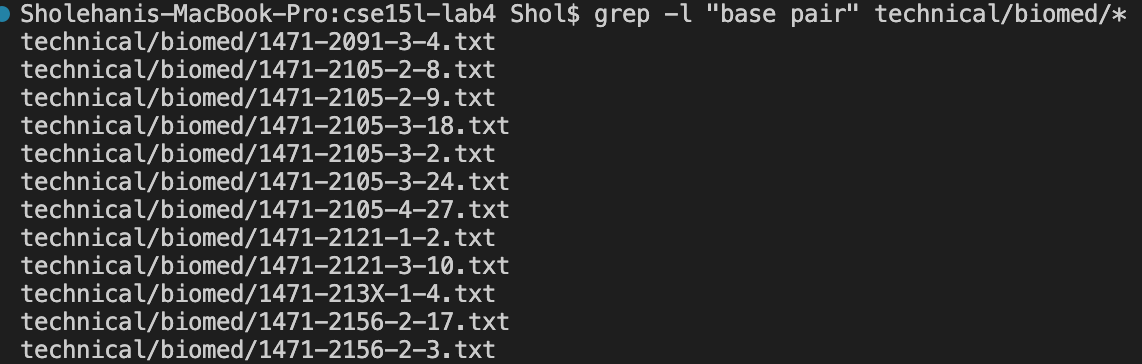 Sholehanis-MacBook-Pro:cse15l-lab4 Shol$ grep -l "base pair" technical/biomed/*
technical/biomed/1471-2091-3-4.txt
technical/biomed/1471-2105-2-8.txt
technical/biomed/1471-2105-2-9.txt
technical/biomed/1471-2105-3-18.txt
technical/biomed/1471-2105-3-2.txt
technical/biomed/1471-2105-3-24.txt
technical/biomed/1471-2105-4-27.txt
technical/biomed/1471-2121-1-2.txt
technical/biomed/1471-2121-3-10.txt
technical/biomed/1471-213X-1-4.txt
technical/biomed/1471-2156-2-17.txt
technical/biomed/1471-2156-2-3.txt